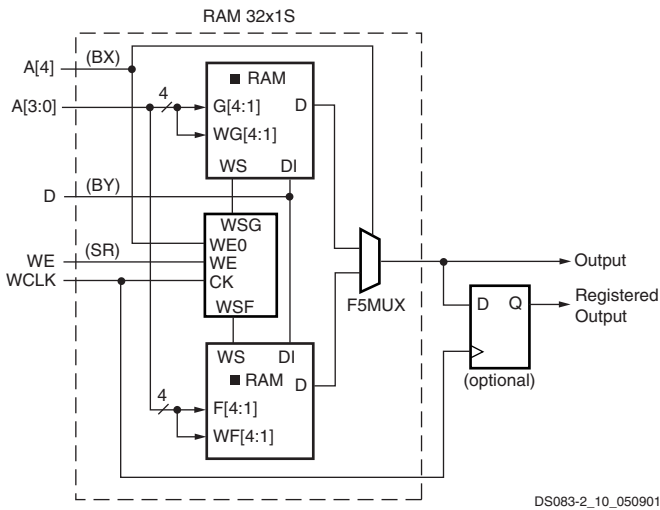 RAM 32x1S
A[4]
(BX)
A[3:0]
4
RAM
G[4:1]
D
WG[4:1]
WS
DI
D
(BY)
WSG
WE0
WE
(SR)
WE
WCLK
CK
WSF
F5MUX
Output
D
Q
Registered
Output
(optional)
WS
DI
RAM
D
4
F[4:1]
WF[4:1]
DS083-2_10_050901